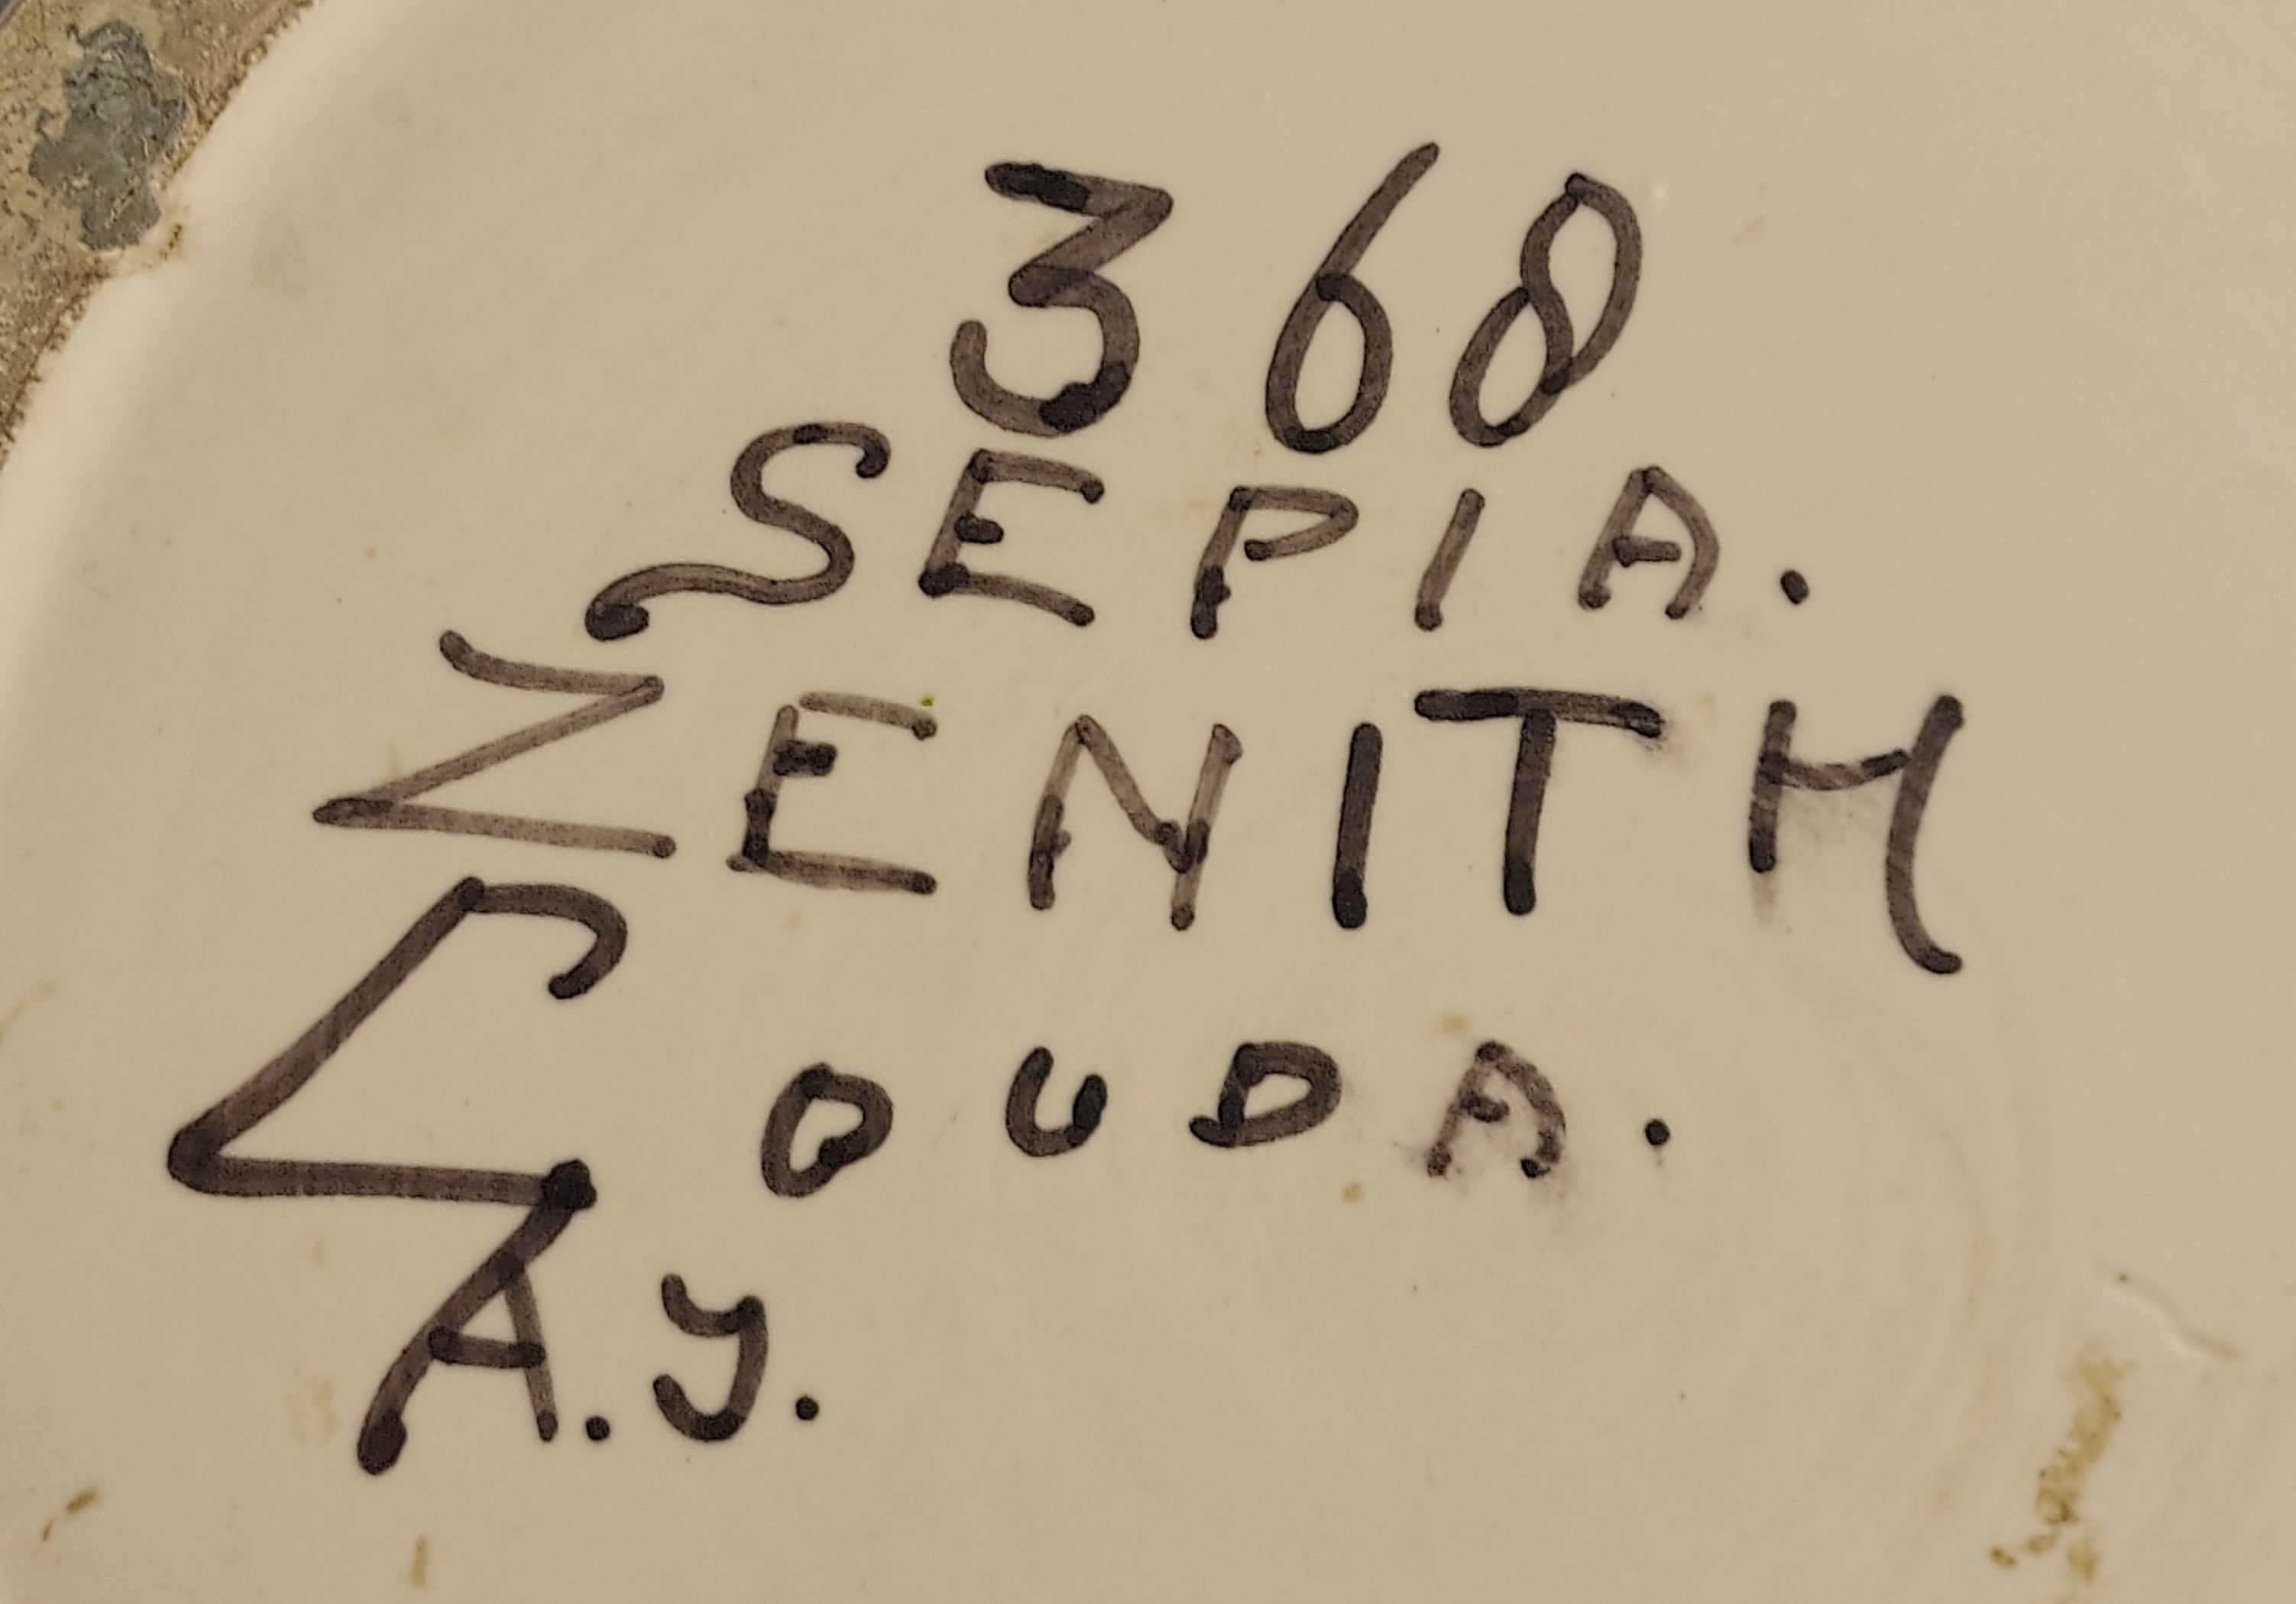 368
SEPIA.
ZENITH
GOUDA.
A.y.